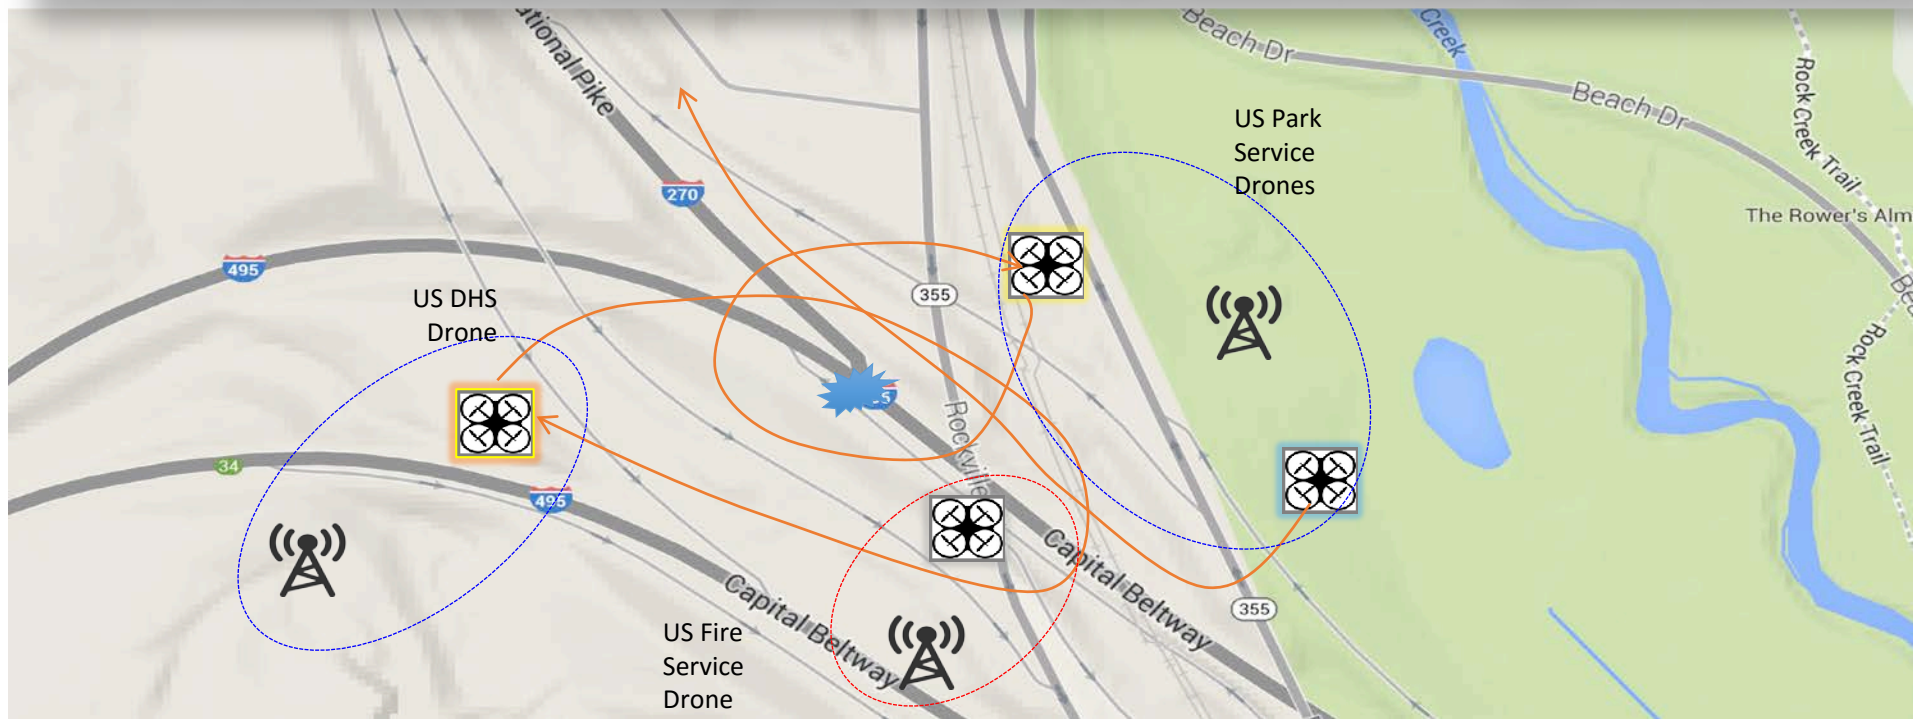 ational Pike
Creek
Beach Dr
Beach Dr
Rock Creek Trail
US Park
Service
Drones
270
The Rower's Alm
495
355
US DHS
Drone
Rock Creek Trail
Rockville
34
495
Capital Beltway
Capital Beltway
355
US Fire
Service
Drone